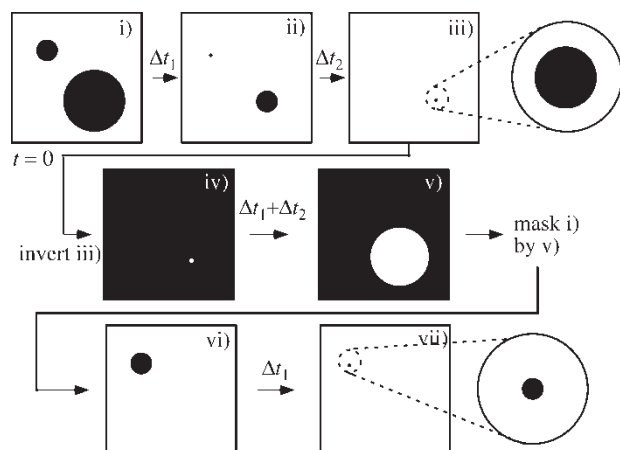 i)
Δt₁
ii)
Δt₂
iii)
t = 0
iv)
Δt₁+Δt₂
v)
invert iii)
mask i)
by v)
vi)
Δt₁
vii)